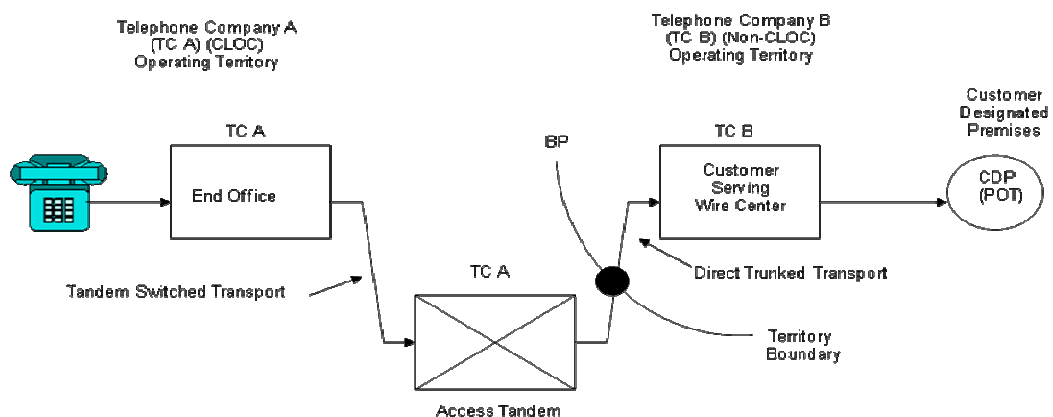 Telephone Company A
(TC A) (CLOC)
Operating Territory
Telephone Company B
(TC B) (Non-CLOC)
Operating Territory
Customer
Designated
Premises
TC A
IBP
TC B
End Office
Customer
Serving
Wire Center
CDP
(POT)
Tandem Switched Transport
TC A
Direct Trunked Transport
Territory
Boundary
Access Tandem